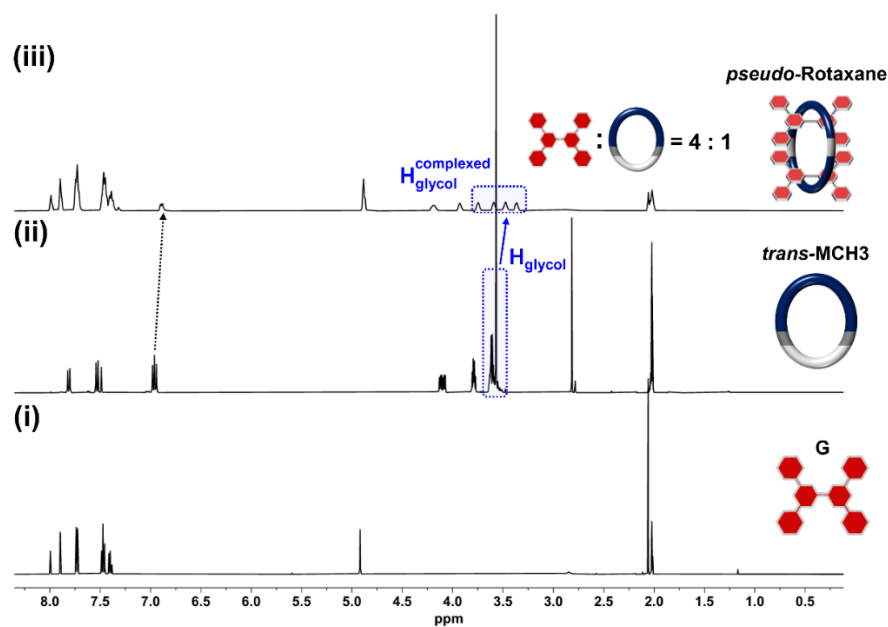 (iii)
pseudo-Rotaxane
: = 4 : 1
H complexed glycol
(ii)
trans-MCH3
H glycol
(i)
G
8.0 7.5 7.0 6.5 6.0 5.5 5.0 4.5 4.0 3.5 3.0 2.5 2.0 1.5 1.0 0.5
ppm